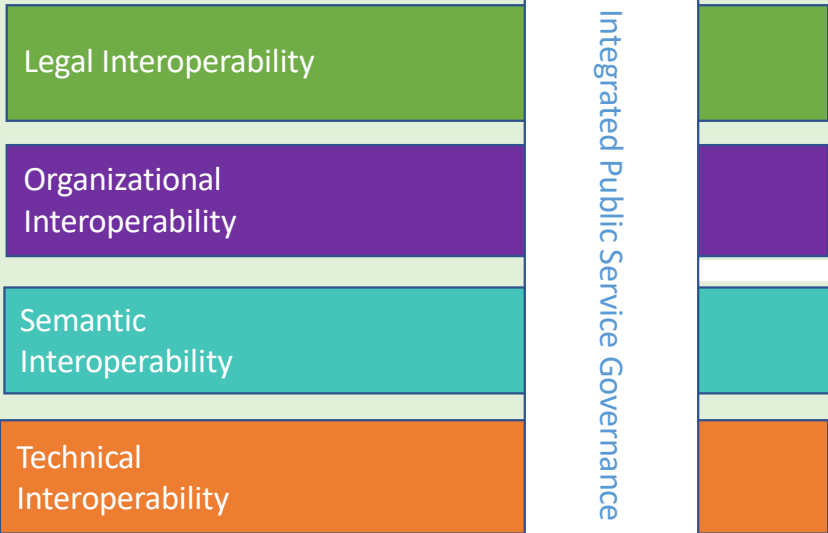 Legal Interoperability
Organizational
Interoperability
Semantic
Interoperability
Technical
Interoperability
Integrated Public Service Governance